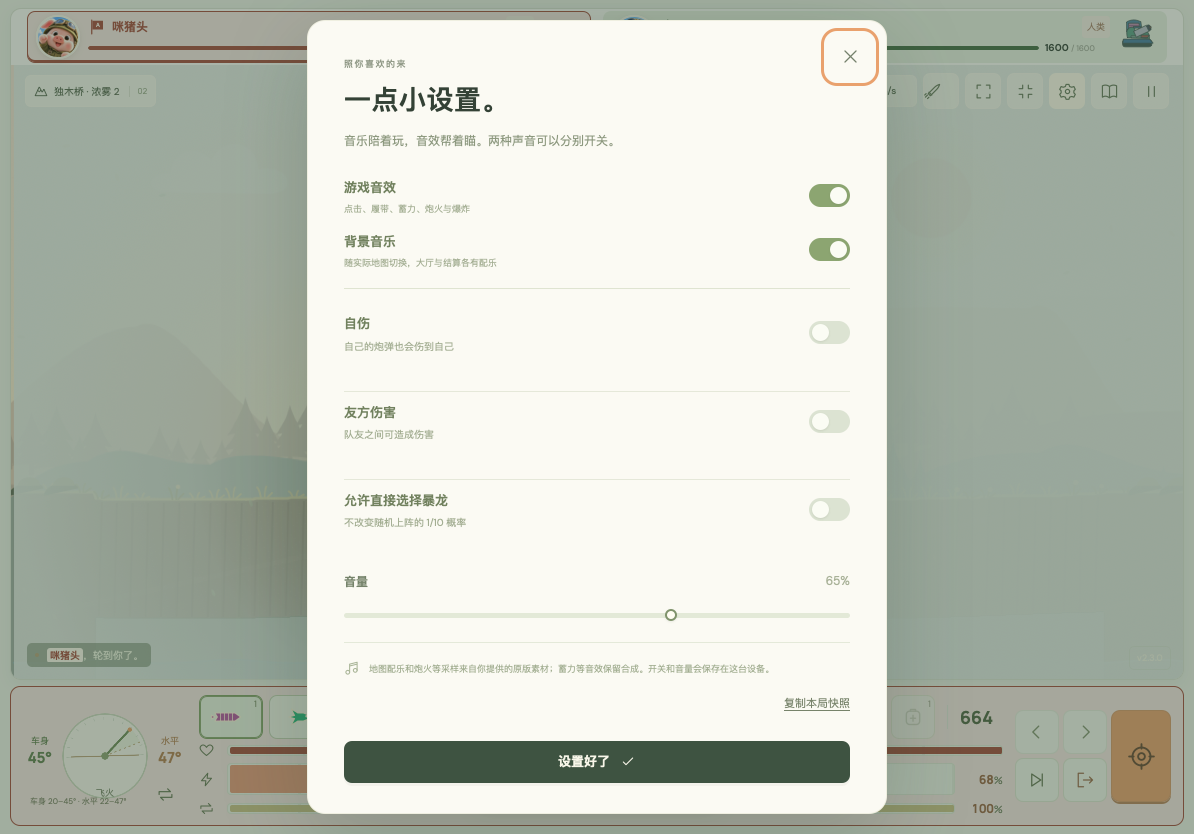 咪猪头
人类
1600 / 1600
独木桥 · 浓雾 2 | 02
/s
照你喜欢的来
一点小设置。
音乐陪着玩，音效帮着瞄。两种声音可以分别开关。
游戏音效
点击、履带、蓄力、炮火与爆炸
背景音乐
随实际地图切换，大厅与结算各有配乐
自伤
自己的炮弹也会伤到自己
友方伤害
队友之间可造成伤害
允许直接选择暴龙
不改变随机上阵的 1/10 概率
音量
65%
地图配乐和炮火等采样来自你提供的原版素材；蓄力等音效保留合成。开关和音量会保存在这台设备。
复制本局快照
设置好了
咪猪头，轮到你了。
车身
45°
水平
47°
飞火
车身 20–45° · 水平 22–47°
1
1
664
68%
100%